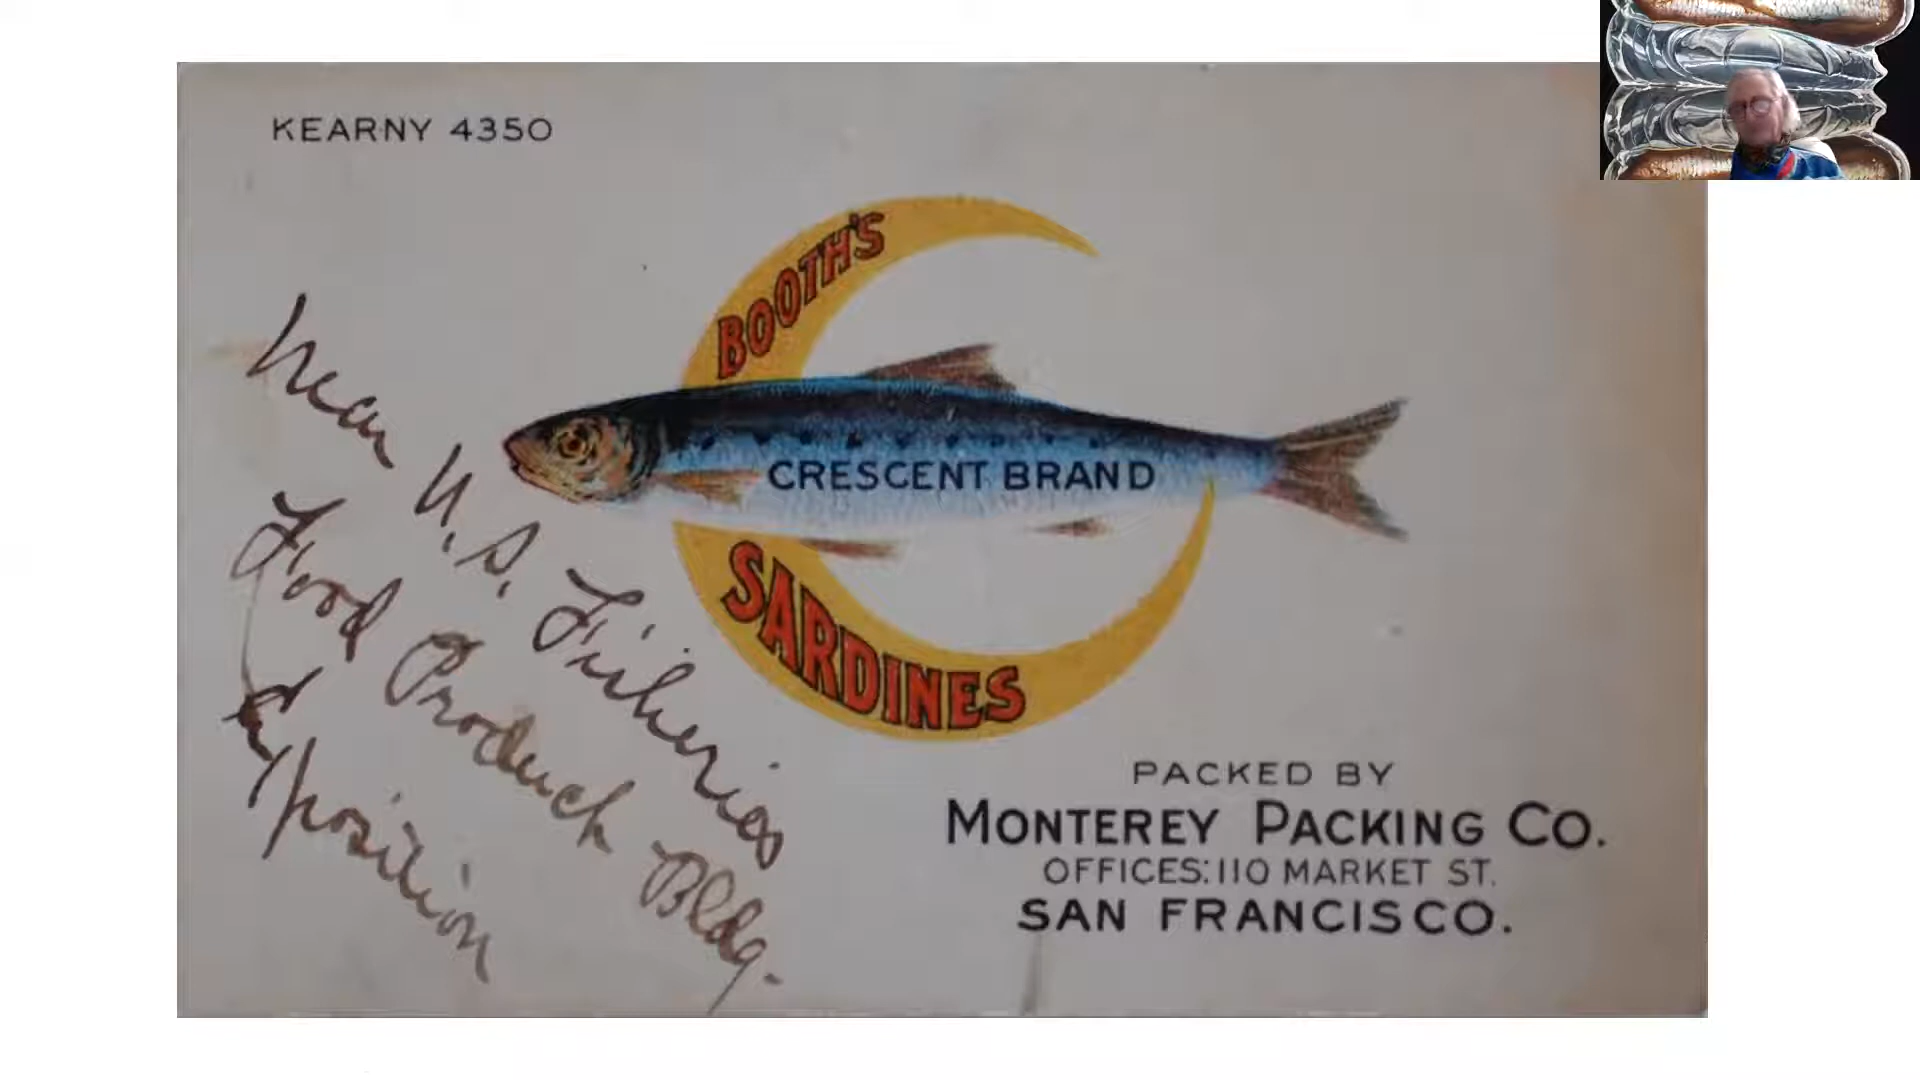 KEARNY 4350
BOOTH'S
CRESCENT BRAND
SARDINES
near U.S. Fisheries
Food Product Bldg.
Exposition
PACKED BY
MONTEREY PACKING CO.
OFFICES: 110 MARKET ST.
SAN FRANCISCO.